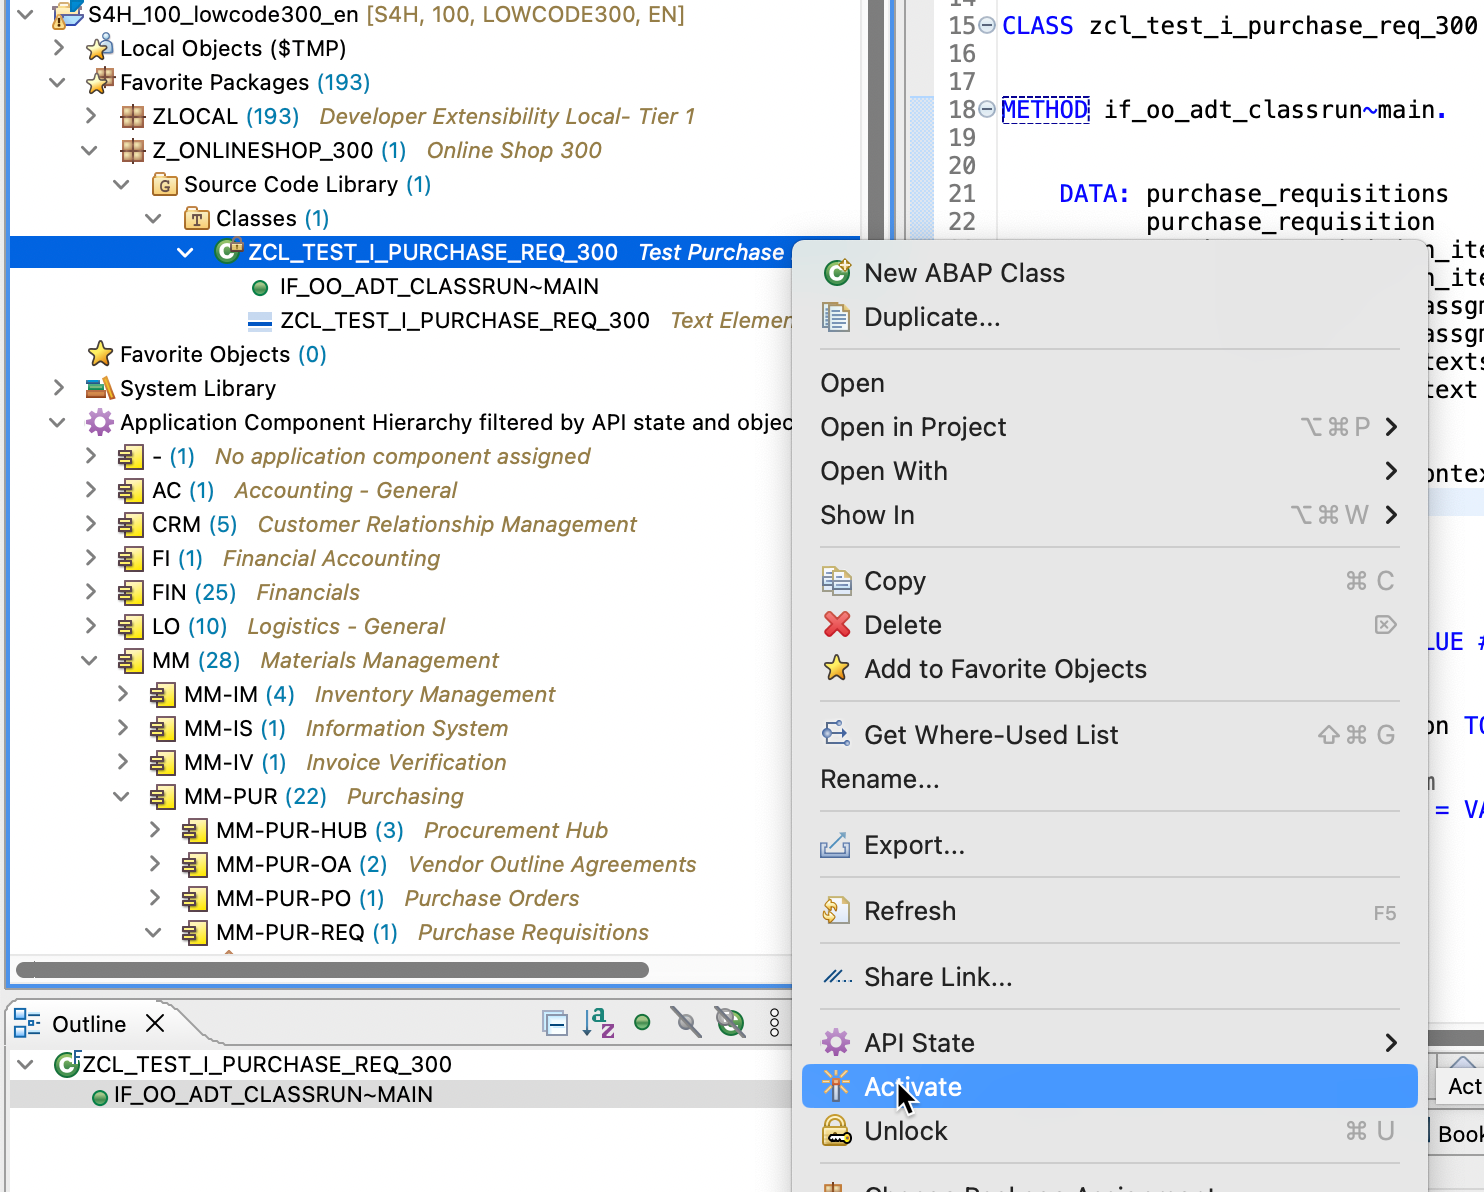 S4H_100_lowcode300_en [S4H, 100, LOWCODE300, EN]
Local Objects ($TMP)
Favorite Packages (193)
ZLOCAL (193) Developer Extensibility Local- Tier 1
Z_ONLINESHOP_300 (1) Online Shop 300
Source Code Library (1)
Classes (1)
ZCL_TEST_I_PURCHASE_REQ_300 Test Purchase
IF_OO_ADT_CLASSRUN~MAIN
ZCL_TEST_I_PURCHASE_REQ_300 Text Elemen
Favorite Objects (0)
System Library
Application Component Hierarchy filtered by API state and objec
- (1) No application component assigned
AC (1) Accounting - General
CRM (5) Customer Relationship Management
FI (1) Financial Accounting
FIN (25) Financials
LO (10) Logistics - General
MM (28) Materials Management
MM-IM (4) Inventory Management
MM-IS (1) Information System
MM-IV (1) Invoice Verification
MM-PUR (22) Purchasing
MM-PUR-HUB (3) Procurement Hub
MM-PUR-OA (2) Vendor Outline Agreements
MM-PUR-PO (1) Purchase Orders
MM-PUR-REQ (1) Purchase Requisitions
Outline
ZCL_TEST_I_PURCHASE_REQ_300
IF_OO_ADT_CLASSRUN~MAIN
15 CLASS zcl_test_i_purchase_req_300
16
17
18 METHOD if_oo_adt_classrun~main.
19
20
21 DATA: purchase_requisitions
22 purchase_requisition
n_ite
n_ite
assgn
assgn
texts
text
ontex
LUE #
on TO
= VA
New ABAP Class
Duplicate...
Open
Open in Project ⌥⌘P
Open With
Show In ⌥⌘W
Copy ⌘ C
Delete ⌦
Add to Favorite Objects
Get Where-Used List ⇧⌘ G
Rename...
Export...
Refresh F5
Share Link...
API State
Activate
Unlock ⌘ U
Act
Book